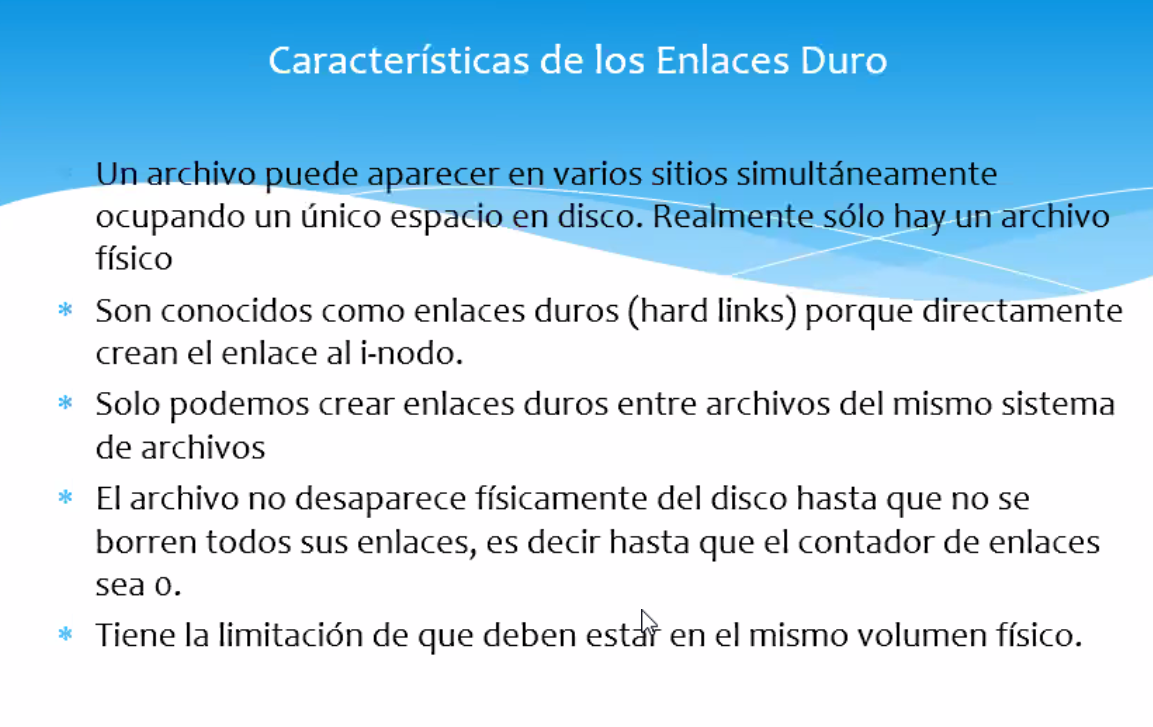 Características de los Enlaces Duro
Un archivo puede aparecer en varios sitios simultáneamente
ocupando un único espacio en disco. Realmente sólo hay un archivo
físico
* Son conocidos como enlaces duros (hard links) porque directamente
crean el enlace al i-nodo.
* Solo podemos crear enlaces duros entre archivos del mismo sistema
de archivos
* El archivo no desaparece físicamente del disco hasta que no se
borren todos sus enlaces, es decir hasta que el contador de enlaces
sea 0.
* Tiene la limitación de que deben estar en el mismo volumen físico.